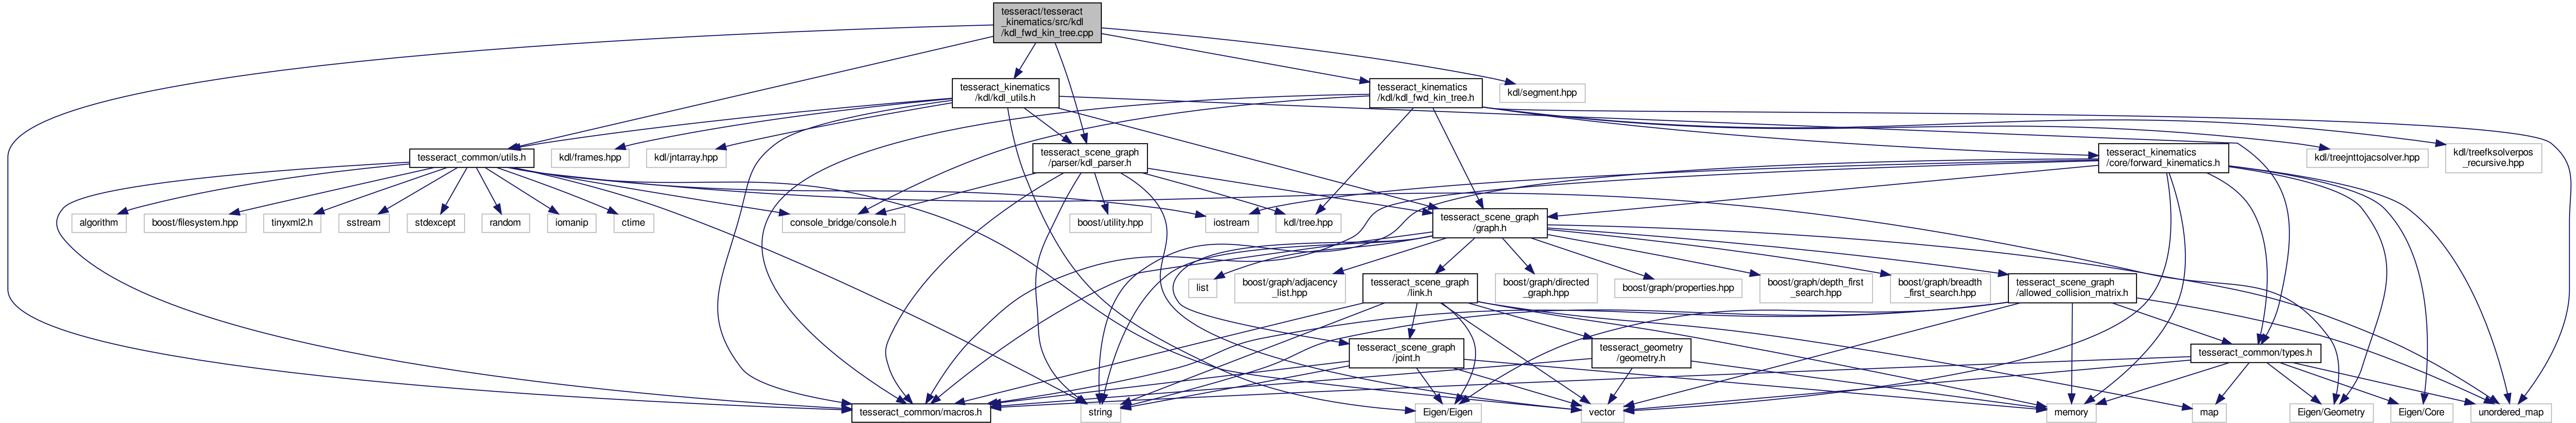 tesseract/tesseract
_kinematics/src/kdl
/kdl_fwd_kin_tree.cpp
tesseract_kinematics
/kdl/kdl_utils.h
tesseract_kinematics
/kdl/kdl_fwd_kin_tree.h
kdl/segment.hpp
tesseract_common/utils.h
kdl/frames.hpp
kdl/jntarray.hpp
tesseract_scene_graph
/parser/kdl_parser.h
tesseract_kinematics
/core/forward_kinematics.h
kdl/treejnttojacsolver.hpp
kdl/treefksolverpos
_recursive.hpp
algorithm
boost/filesystem.hpp
tinyxml2.h
sstream
stdexcept
random
iomanip
ctime
console_bridge/console.h
boost/utility.hpp
iostream
kdl/tree.hpp
tesseract_scene_graph
/graph.h
list
boost/graph/adjacency
_list.hpp
tesseract_scene_graph
/link.h
boost/graph/directed
_graph.hpp
boost/graph/properties.hpp
boost/graph/depth_first
_search.hpp
boost/graph/breadth
_first_search.hpp
tesseract_scene_graph
/allowed_collision_matrix.h
tesseract_scene_graph
/joint.h
tesseract_geometry
/geometry.h
tesseract_common/types.h
tesseract_common/macros.h
string
Eigen/Eigen
vector
memory
map
Eigen/Geometry
Eigen/Core
unordered_map